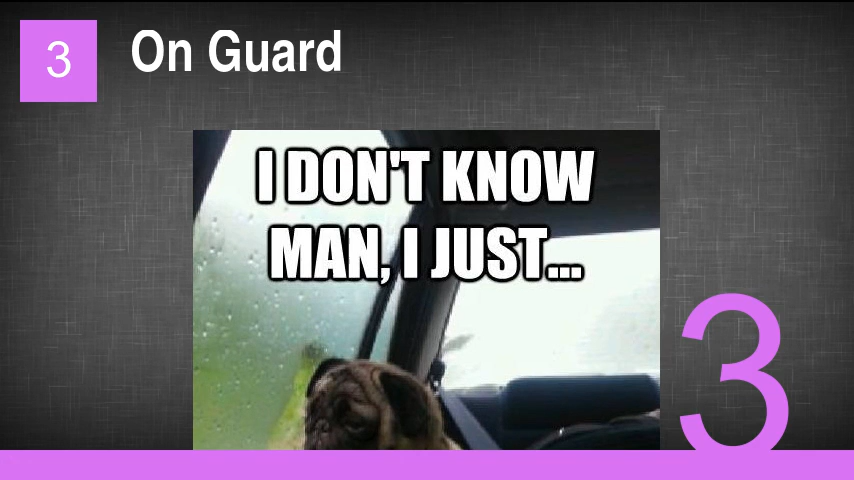 3
On Guard
I DON'T KNOW
MAN, I JUST...
3